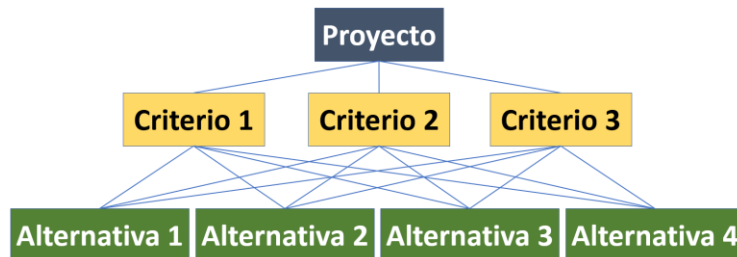 Proyecto
Criterio 1
Criterio 2
Criterio 3
Alternativa 1
Alternativa 2
Alternativa 3
Alternativa 4